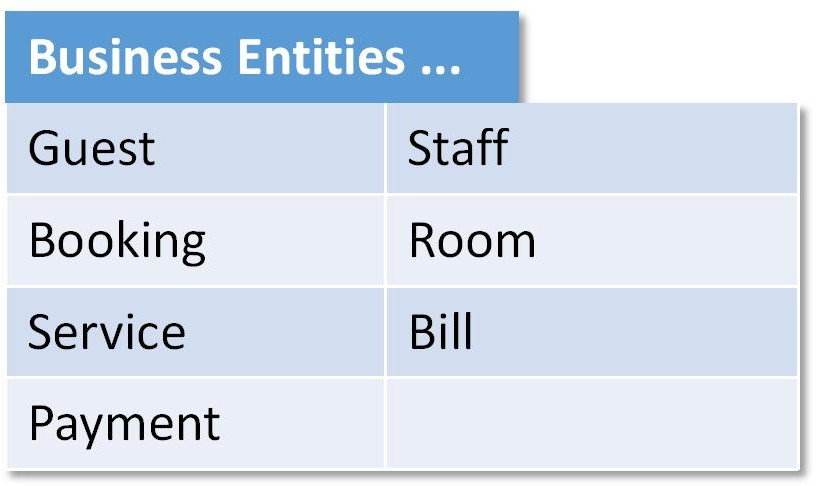 Business Entities ...
Guest Staff
Booking Room
Service Bill
Payment